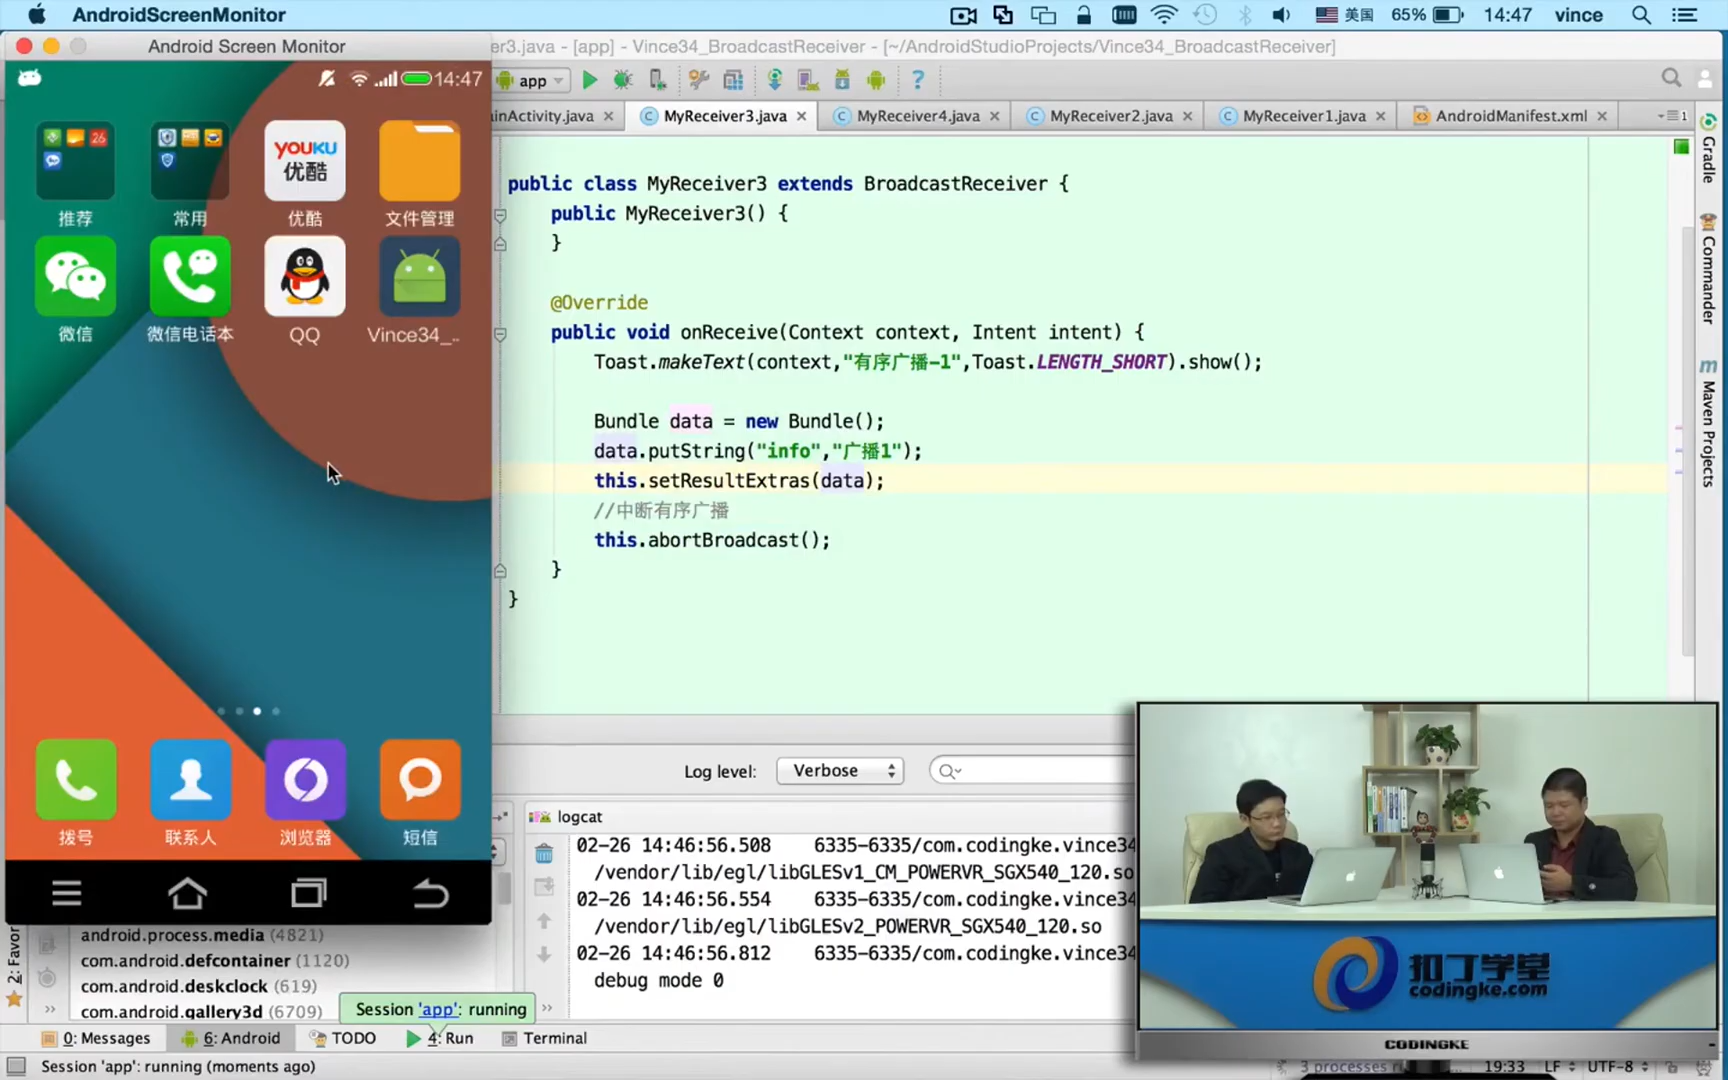 AndroidScreenMonitor
美国
65%
14:47
vince
Android Screen Monitor
er3.java - [app] - Vince34_BroadcastReceiver - [~/AndroidStudioProjects/Vince34_BroadcastReceiver]
14:47
app
?
ainActivity.java
MyReceiver3.java
MyReceiver4.java
MyReceiver2.java
MyReceiver1.java
AndroidManifest.xml
26
推荐
常用
YOUKU
优酷
优酷
文件管理
微信
微信电话本
QQ
Vince34_..
拨号
联系人
浏览器
短信
public class MyReceiver3 extends BroadcastReceiver {
public MyReceiver3() {
}
@Override
public void onReceive(Context context, Intent intent) {
Toast.makeText(context,"有序广播-1",Toast.LENGTH_SHORT).show();
Bundle data = new Bundle();
data.putString("info","广播1");
this.setResultExtras(data);
//中断有序广播
this.abortBroadcast();
}
}
Gradle
Commander
Maven Projects
Log level:
Verbose
logcat
02-26 14:46:56.508 6335-6335/com.codingke.vince34
/vendor/lib/egl/libGLESv1_CM_POWERVR_SGX540_120.so
02-26 14:46:56.554 6335-6335/com.codingke.vince34
/vendor/lib/egl/libGLESv2_POWERVR_SGX540_120.so
02-26 14:46:56.812 6335-6335/com.codingke.vince34
debug mode 0
2: Favor
android.process.media (4821)
com.android.defcontainer (1120)
com.android.deskclock (619)
com.android.gallery3d (6709)
Session 'app': running
0: Messages
6: Android
TODO
4: Run
Terminal
Session 'app': running (moments ago)
扣丁学堂
codingke.com
CODINGKE
3 processes
19:33
LF
UTF-8